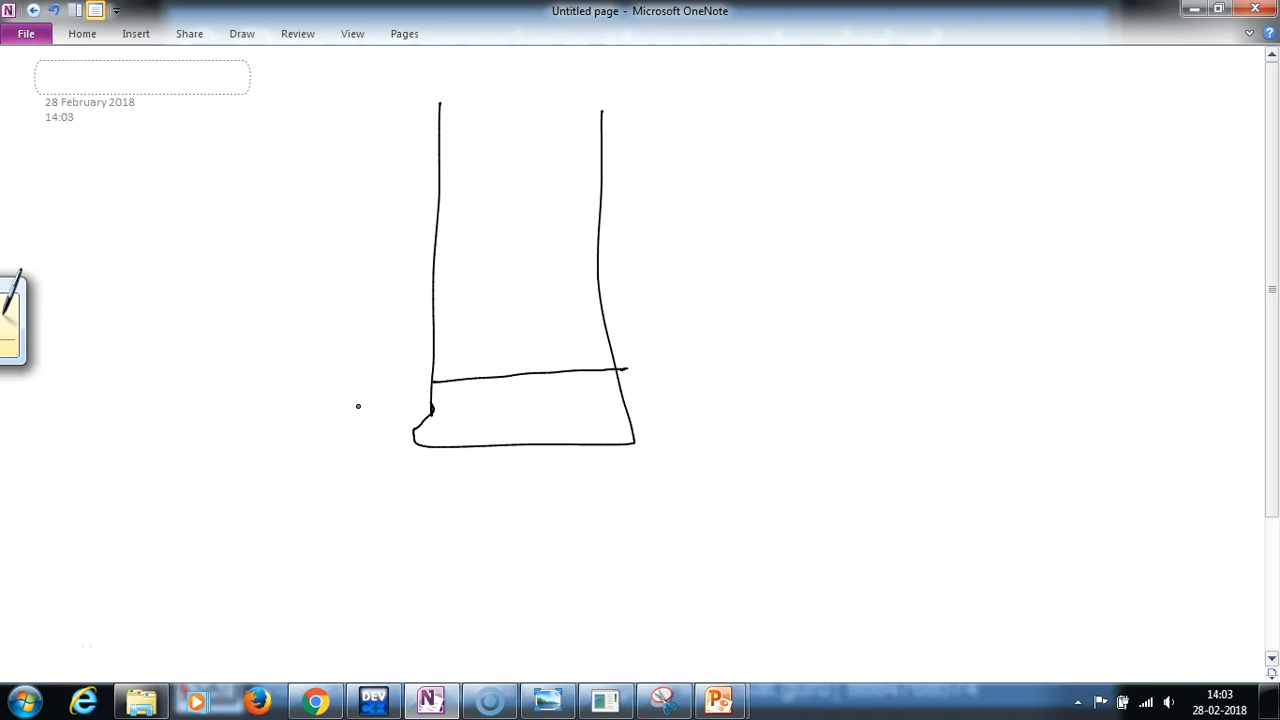 Untitled page - Microsoft OneNote
File Home Insert Share Draw Review View Pages
28 February 2018
14:03
DEV
14:03
28-02-2018